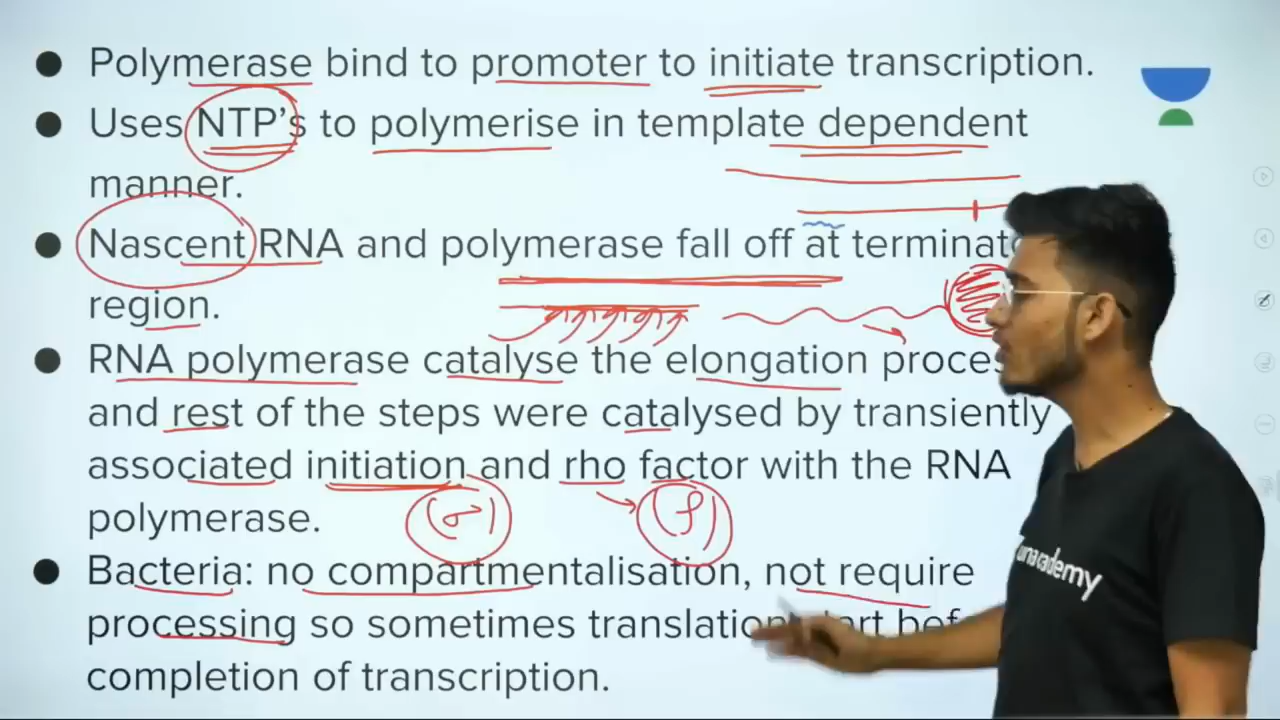 ● Polymerase bind to promoter to initiate transcription.
● Uses NTP's to polymerise in template dependent
manner.
● Nascent RNA and polymerase fall off at
region.
● RNA polymerase catalyse the elongation
and rest of the steps were catalysed by transiently
associated initiation and rho factor with the RNA
polymerase.
(σ) (ρ)
● Bacteria: no compartmentalisation, not require
processing so sometimes
completion of transcription.
unacademy